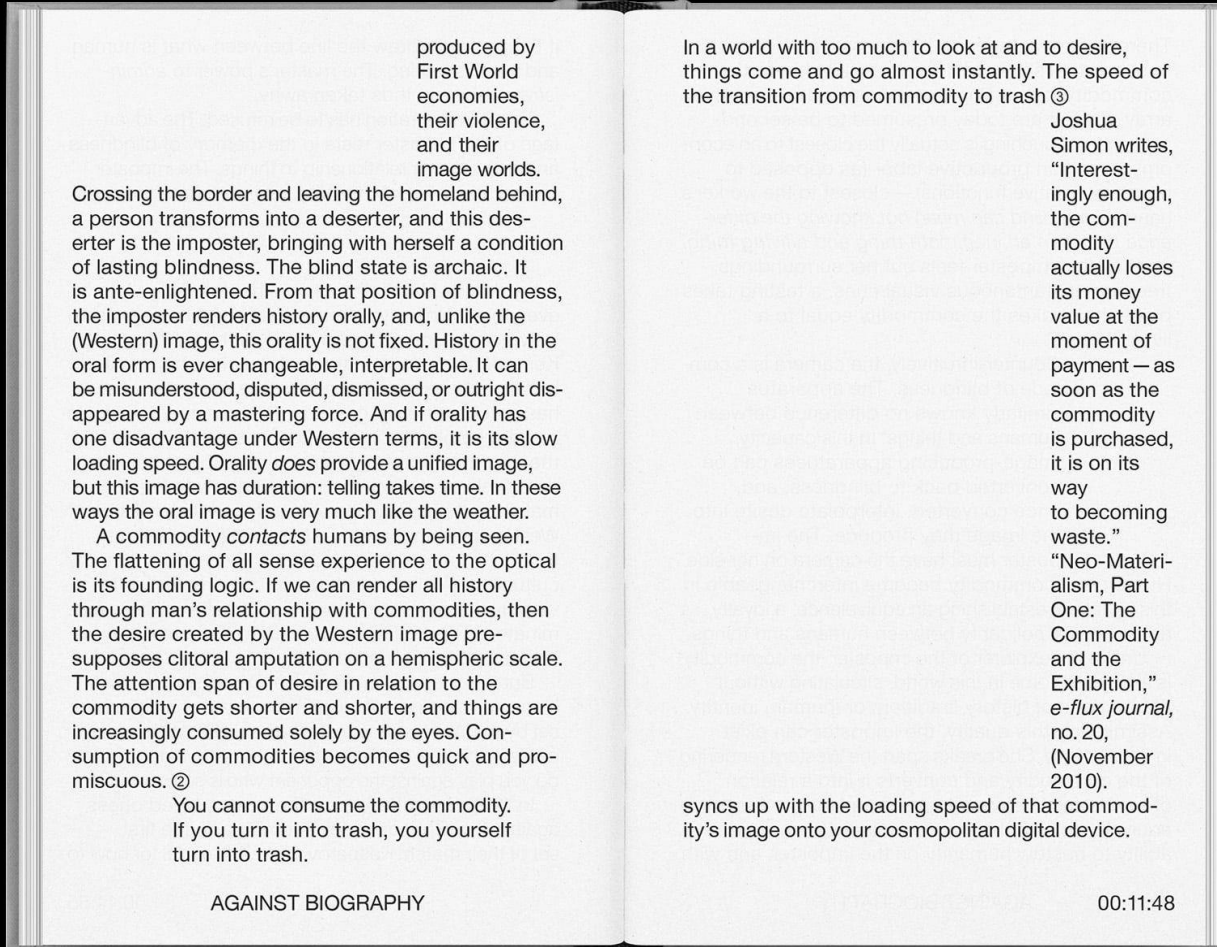 produced by
First World
economies,
their violence,
and their
image worlds.
Crossing the border and leaving the homeland behind,
a person transforms into a deserter, and this des-
erter is the imposter, bringing with herself a condition
of lasting blindness. The blind state is archaic. It
is ante-enlightened. From that position of blindness,
the imposter renders history orally, and, unlike the
(Western) image, this orality is not fixed. History in the
oral form is ever changeable, interpretable. It can
be misunderstood, disputed, dismissed, or outright dis-
appeared by a mastering force. And if orality has
one disadvantage under Western terms, it is its slow
loading speed. Orality does provide a unified image,
but this image has duration: telling takes time. In these
ways the oral image is very much like the weather.
A commodity contacts humans by being seen.
The flattening of all sense experience to the optical
is its founding logic. If we can render all history
through man’s relationship with commodities, then
the desire created by the Western image pre-
supposes clitoral amputation on a hemispheric scale.
The attention span of desire in relation to the
commodity gets shorter and shorter, and things are
increasingly consumed solely by the eyes. Con-
sumption of commodities becomes quick and pro-
miscuous. ②
You cannot consume the commodity.
If you turn it into trash, you yourself
turn into trash.
AGAINST BIOGRAPHY
In a world with too much to look at and to desire,
things come and go almost instantly. The speed of
the transition from commodity to trash ③
Joshua
Simon writes,
“Interest-
ingly enough,
the com-
modity
actually loses
its money
value at the
moment of
payment — as
soon as the
commodity
is purchased,
it is on its
way
to becoming
waste.”
“Neo-Materi-
alism, Part
One: The
Commodity
and the
Exhibition,”
e-flux journal,
no. 20,
(November
2010).
syncs up with the loading speed of that commod-
ity’s image onto your cosmopolitan digital device.
00:11:48